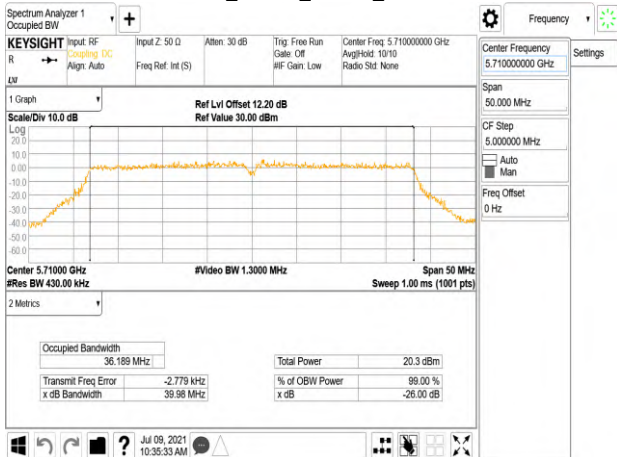 Spectrum Analyzer 1
Occupied BW
Frequency
KEYSIGHT
R
Input: RF
Coupling: DC
Align: Auto
Input Z: 50 Ω
Freq Ref: Int (S)
Atten: 30 dB
Trig: Free Run
Gate: Off
#IF Gain: Low
Center Freq: 5.710000000 GHz
Avg|Hold: 10/10
Radio Std: None
Center Frequency
5.710000000 GHz
Settings
Span
50.000 MHz
CF Step
5.000000 MHz
Auto
Man
Freq Offset
0 Hz
1 Graph
Scale/Div 10.0 dB
Ref Lvl Offset 12.20 dB
Ref Value 30.00 dBm
Log
20.0
10.0
0.00
-10.0
-20.0
-30.0
-40.0
-50.0
-60.0
Center 5.71000 GHz
#Res BW 430.00 kHz
#Video BW 1.3000 MHz
Span 50 MHz
Sweep 1.00 ms (1001 pts)
2 Metrics
Occupied Bandwidth
36.189 MHz
Total Power 20.3 dBm
Transmit Freq Error -2.779 kHz
% of OBW Power 99.00 %
x dB Bandwidth 39.98 MHz
x dB -26.00 dB
?
Jul 09, 2021
10:35:33 AM